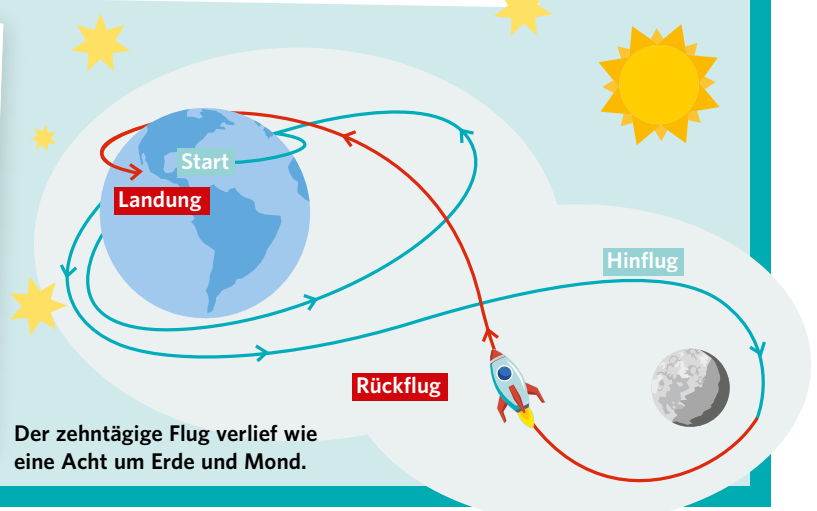 Start
Landung
Hinflug
Rückflug
Der zehntägige Flug verlief wie
eine Acht um Erde und Mond.